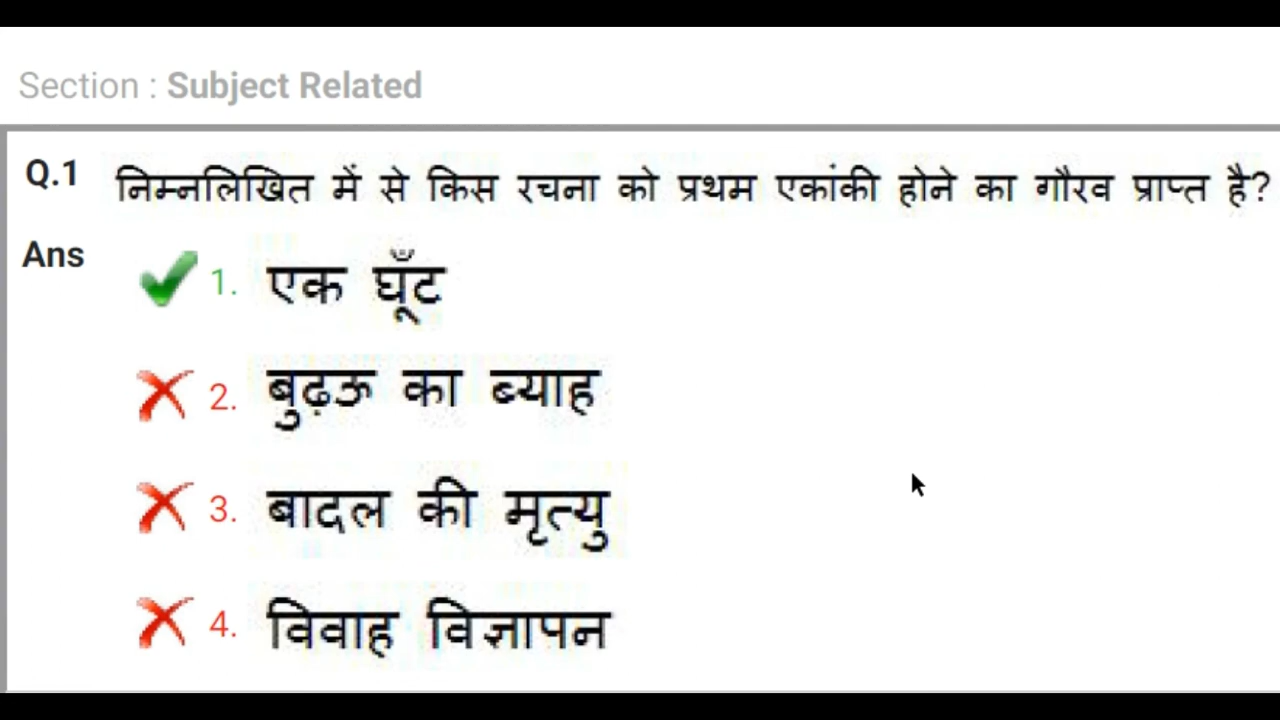 Section : Subject Related
Q.1 निम्नलिखित में से किस रचना को प्रथम एकांकी होने का गौरव प्राप्त है?
Ans 1. एक घूँट
2. बुढ़ऊ का ब्याह
3. बादल की मृत्यु
4. विवाह विज्ञापन